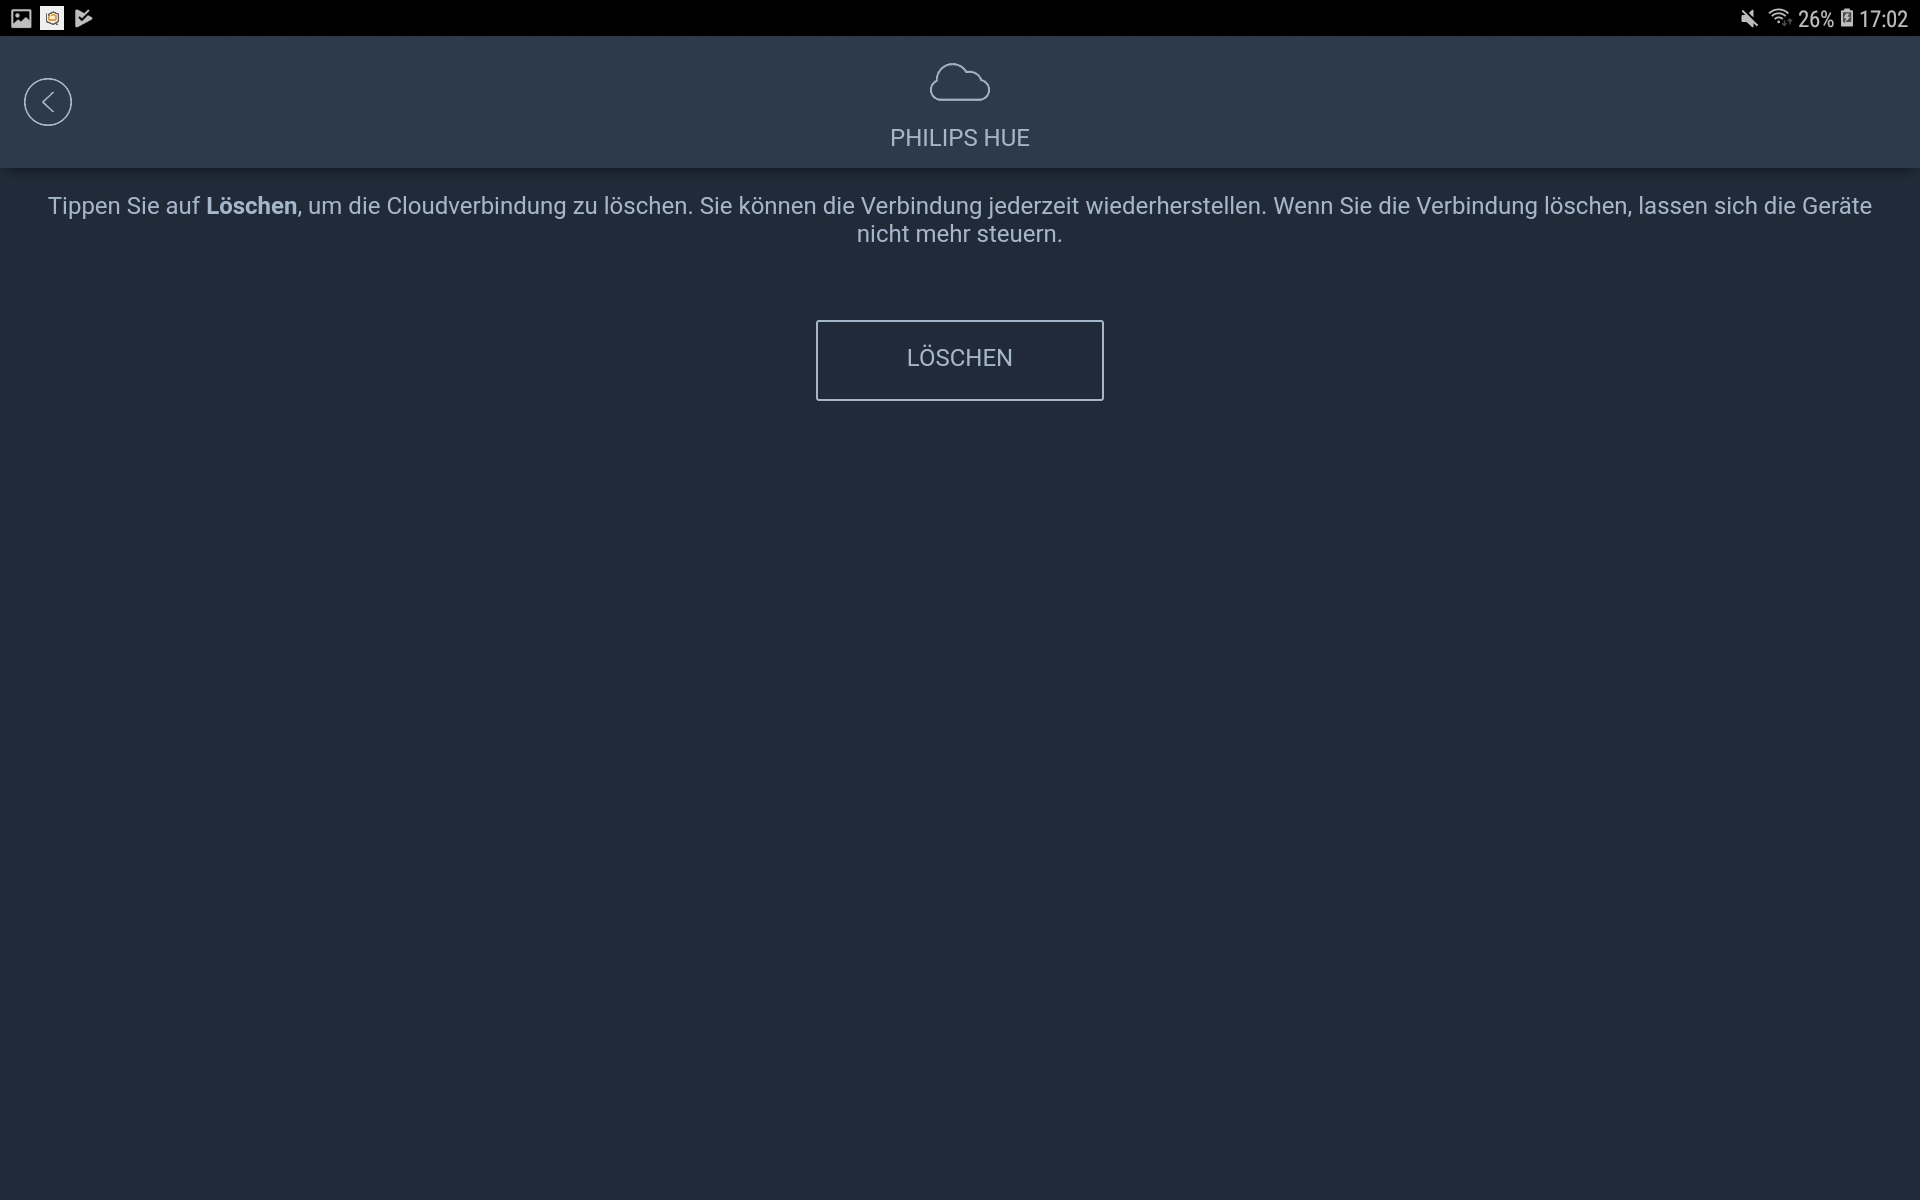 26% 17:02
PHILIPS HUE
Tippen Sie auf Löschen, um die Cloudverbindung zu löschen. Sie können die Verbindung jederzeit wiederherstellen. Wenn Sie die Verbindung löschen, lassen sich die Geräte
nicht mehr steuern.
LÖSCHEN